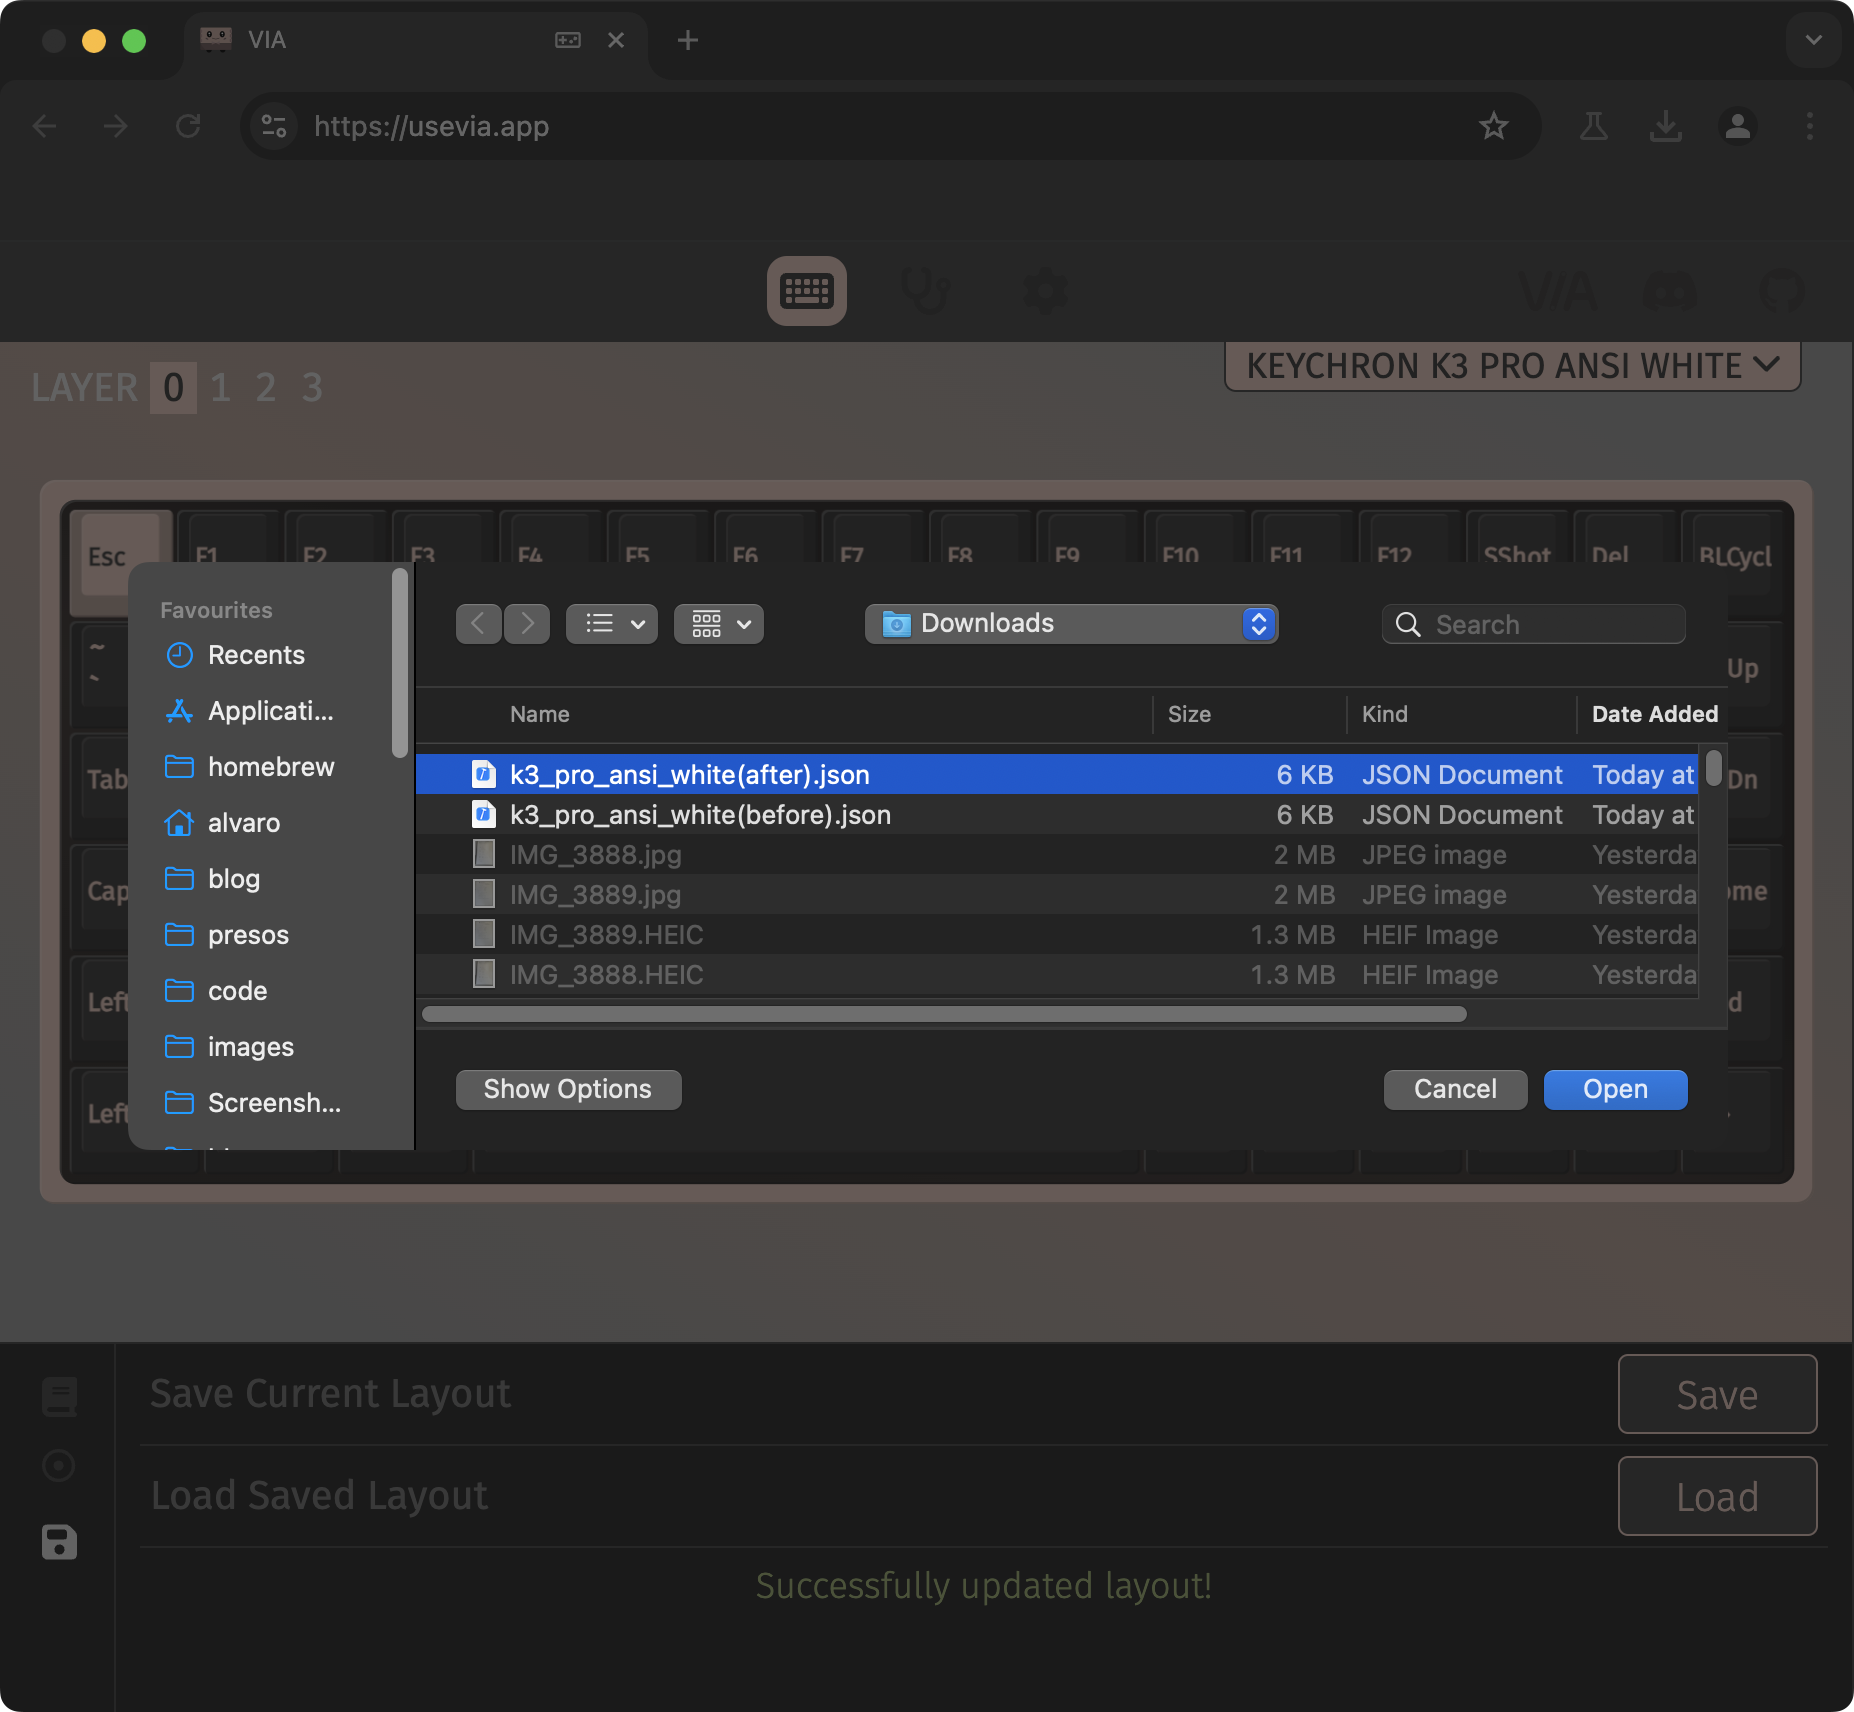 VIA
https://usevia.app
VIA
LAYER 0 1 2 3
KEYCHRON K3 PRO ANSI WHITE
Esc F1 F2 F3 F4 F5 F6 F7 F8 F9 F10 F11 F12 SShot Del BLCycl
~
`
Up
Tab
Dn
Cap
ome
Left
d
Left
Favourites
Recents
Applicati...
homebrew
alvaro
blog
presos
code
images
Screensh...
Downloads
Search
Name Size Kind Date Added
k3_pro_ansi_white(after).json 6 KB JSON Document Today at
k3_pro_ansi_white(before).json 6 KB JSON Document Today at
IMG_3888.jpg 2 MB JPEG image Yesterda
IMG_3889.jpg 2 MB JPEG image Yesterda
IMG_3889.HEIC 1.3 MB HEIF Image Yesterda
IMG_3888.HEIC 1.3 MB HEIF Image Yesterda
Show Options
Cancel
Open
Save Current Layout
Save
Load Saved Layout
Load
Successfully updated layout!